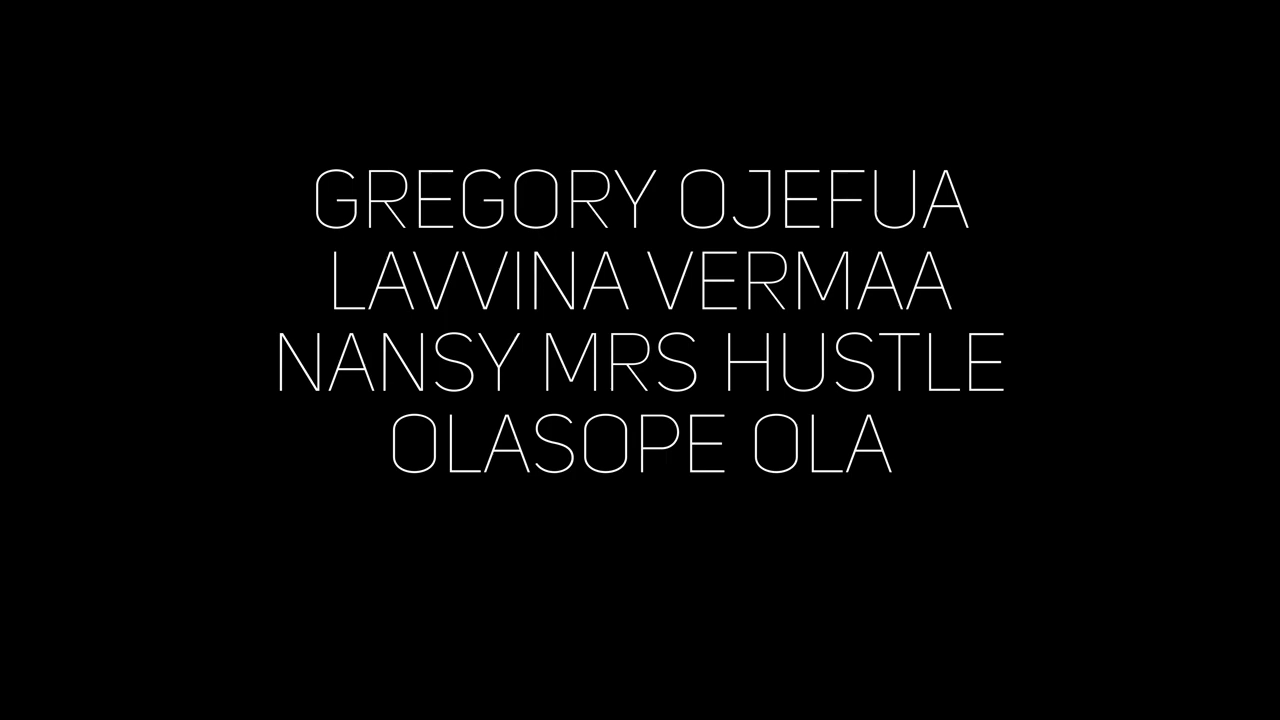 GREGORY OJEFUA
LAVVINA VERMAA
NANSY MRS HUSTLE
OLASOPE OLA